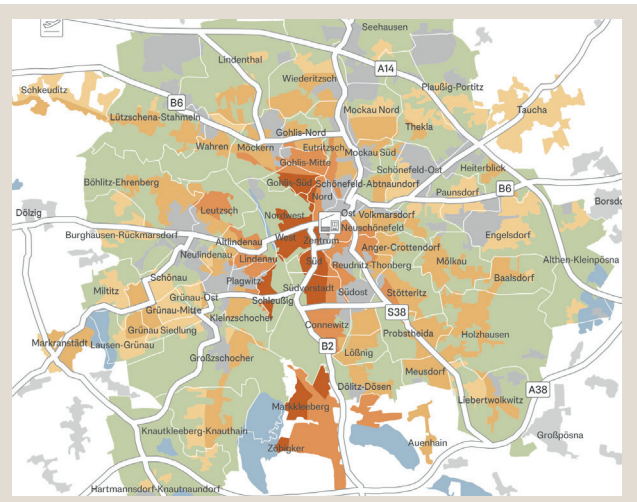 Seehausen
Lindenthal
A14
Wiederitzsch
Plaußig-Portitz
Schkeuditz
B6
Taucha
Mockau Nord
Lützschena-Stahmeln
Thekla
Gohlis-Nord
Wahren
Möckern
Eutritzsch
Mockau Süd
Gohlis-Mitte
Schönefeld-Ost
Heiterblick
Böhlitz-Ehrenberg
Gohlis-Süd
Schönefeld-Abtnaundorf
Paunsdorf
B6
Nord
Borsdo
Leutzsch
Nordwest
Ost
Volkmarsdorf
Dölzig
Neuschönefeld
Burghausen-Rückmarsdorf
Altlindenau
West
Zentrum
Engelsdorf
Anger-Crottendorf
Neulindenau
Lindenau
Süd
Reudnitz-Thonberg
Mölkau
Althen-Kleinpösna
Schönau
Plagwitz
Baalsdorf
Miltitz
Grünau-Ost
Schleußig
Südvorstadt
Südost
Stötteritz
Grünau-Mitte
Kleinzschocher
S38
Grünau Siedlung
Connewitz
Probstheida
Holzhausen
Markranstädt
Lausen-Grünau
B2
Großzschocher
Lößnig
Meusdorf
Dölitz-Dösen
A38
Liebertwolkwitz
Markkleeberg
Großpösna
Knautkleeberg-Knauthain
Auenhain
Zöbigker
Hartmannsdorf-Knautnaundorf